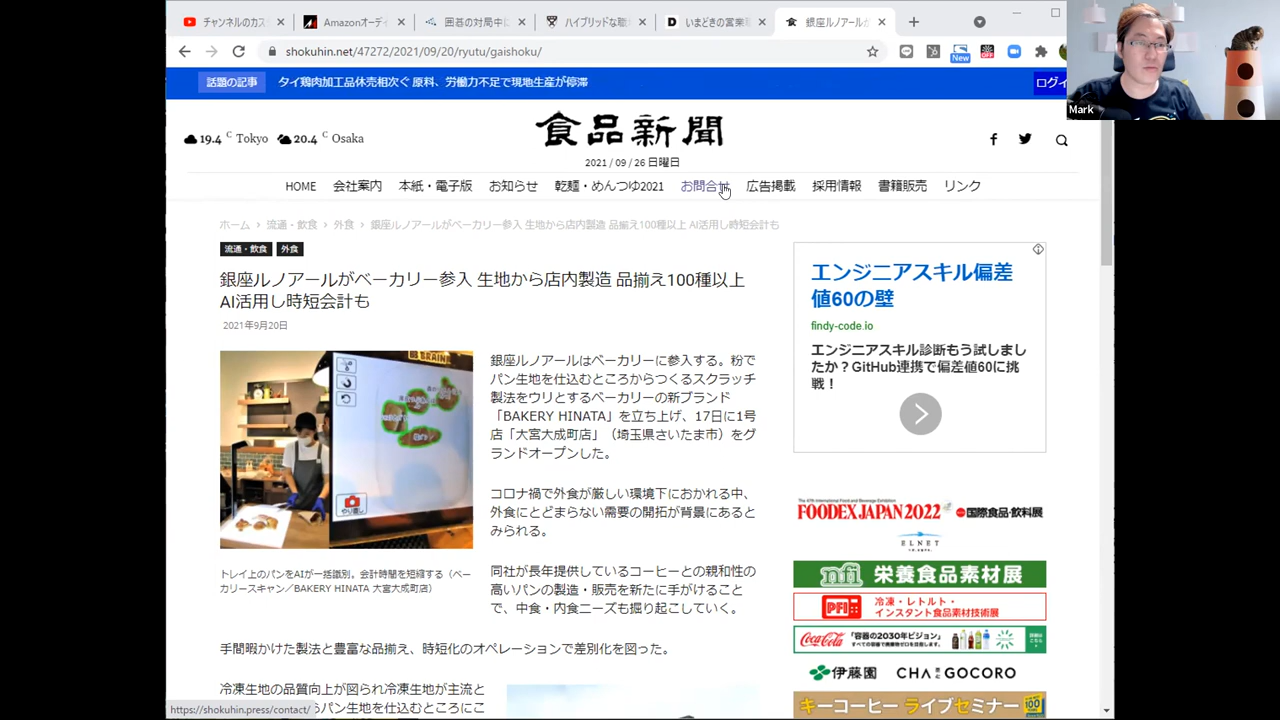 チャンネルのカス
Amazonオーディ
囲碁の対局中に
ハイブリッドな職
いまどきの営業
銀座ルノアールが
shokuhin.net/47272/2021/09/20/ryutu/gaishoku/
New
OFF
Mark
話題の記事 タイ鶏肉加工品休売相次ぐ 原料、労働力不足で現地生産が停滞
ログイ
19.4 C Tokyo 20.4 C Osaka
食品新聞
2021 / 09 / 26 日曜日
HOME 会社案内 本紙・電子版 お知らせ 乾麺・めんつゆ2021 お問合せ 広告掲載 採用情報 書籍販売 リンク
ホーム › 流通・飲食 › 外食 › 銀座ルノアールがベーカリー参入 生地から店内製造 品揃え100種以上 AI活用し時短会計も
流通・飲食 外食
銀座ルノアールがベーカリー参入 生地から店内製造 品揃え100種以上
AI活用し時短会計も
2021年9月20日
BRAIN
やり直し
トレイ上のパンをAIが一括識別。会計時間を短縮する（ベー
カリースキャン／BAKERY HINATA 大宮大成町店）
銀座ルノアールはベーカリーに参入する。粉で
パン生地を仕込むところからつくるスクラッチ
製法をウリとするベーカリーの新ブランド
「BAKERY HINATA」を立ち上げ、17日に1号
店「大宮大成町店」（埼玉県さいたま市）をグ
ランドオープンした。
コロナ禍で外食が厳しい環境下におかれる中、
外食にとどまらない需要の開拓が背景にあると
みられる。
同社が長年提供しているコーヒーとの親和性の
高いパンの製造・販売を新たに手がけること
で、中食・内食ニーズも掘り起こしていく。
手間暇かけた製法と豊富な品揃え、時短化のオペレーションで差別化を図った。
冷凍生地の品質向上が図られ冷凍生地が主流と
らパン生地を仕込むところにこ
https://shokuhin.press/contact/
エンジニアスキル偏差
値60の壁
findy-code.io
エンジニアスキル診断もう試しまし
たか？GitHub連携で偏差値60に挑
戦！
The 47th International Food and Beverage Exhibition
FOODEX JAPAN 2022 国際食品・飲料展
ELNET
nfi 栄養食品素材展
PFI 冷凍・レトルト・
インスタント食品素材技術展
Coca-Cola 「容器の2030年ビジョン」
伊藤園 CHA GOCORO
キーコーヒー ライブセミナー 100